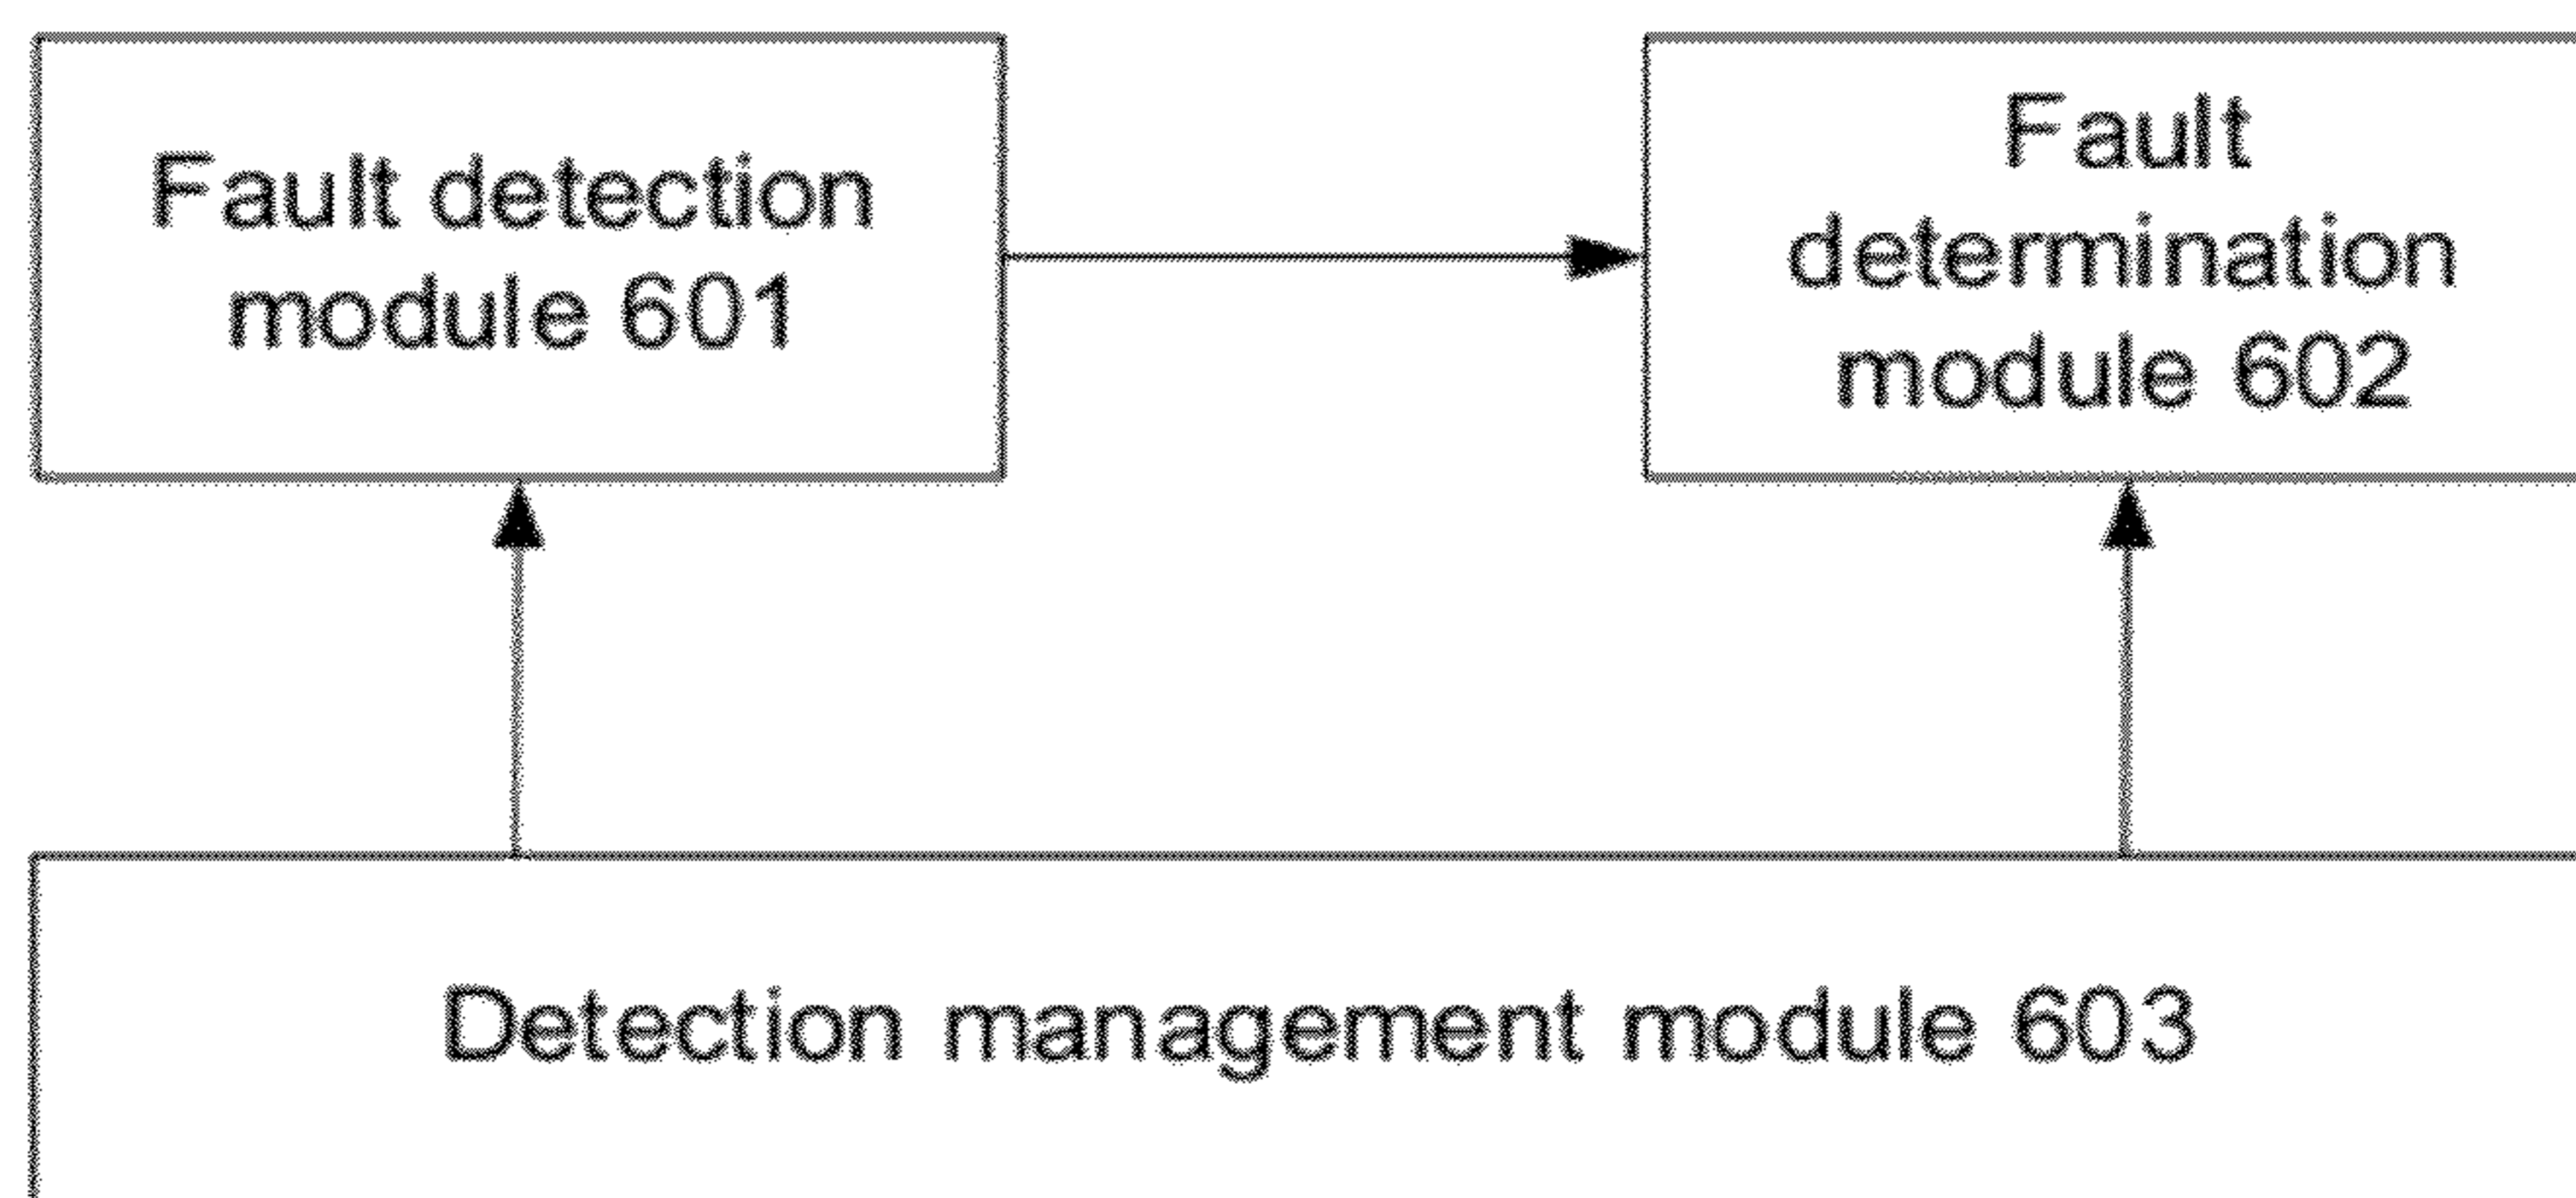 Fault detection
module 601
Fault
determination
module 602
Detection management module 603